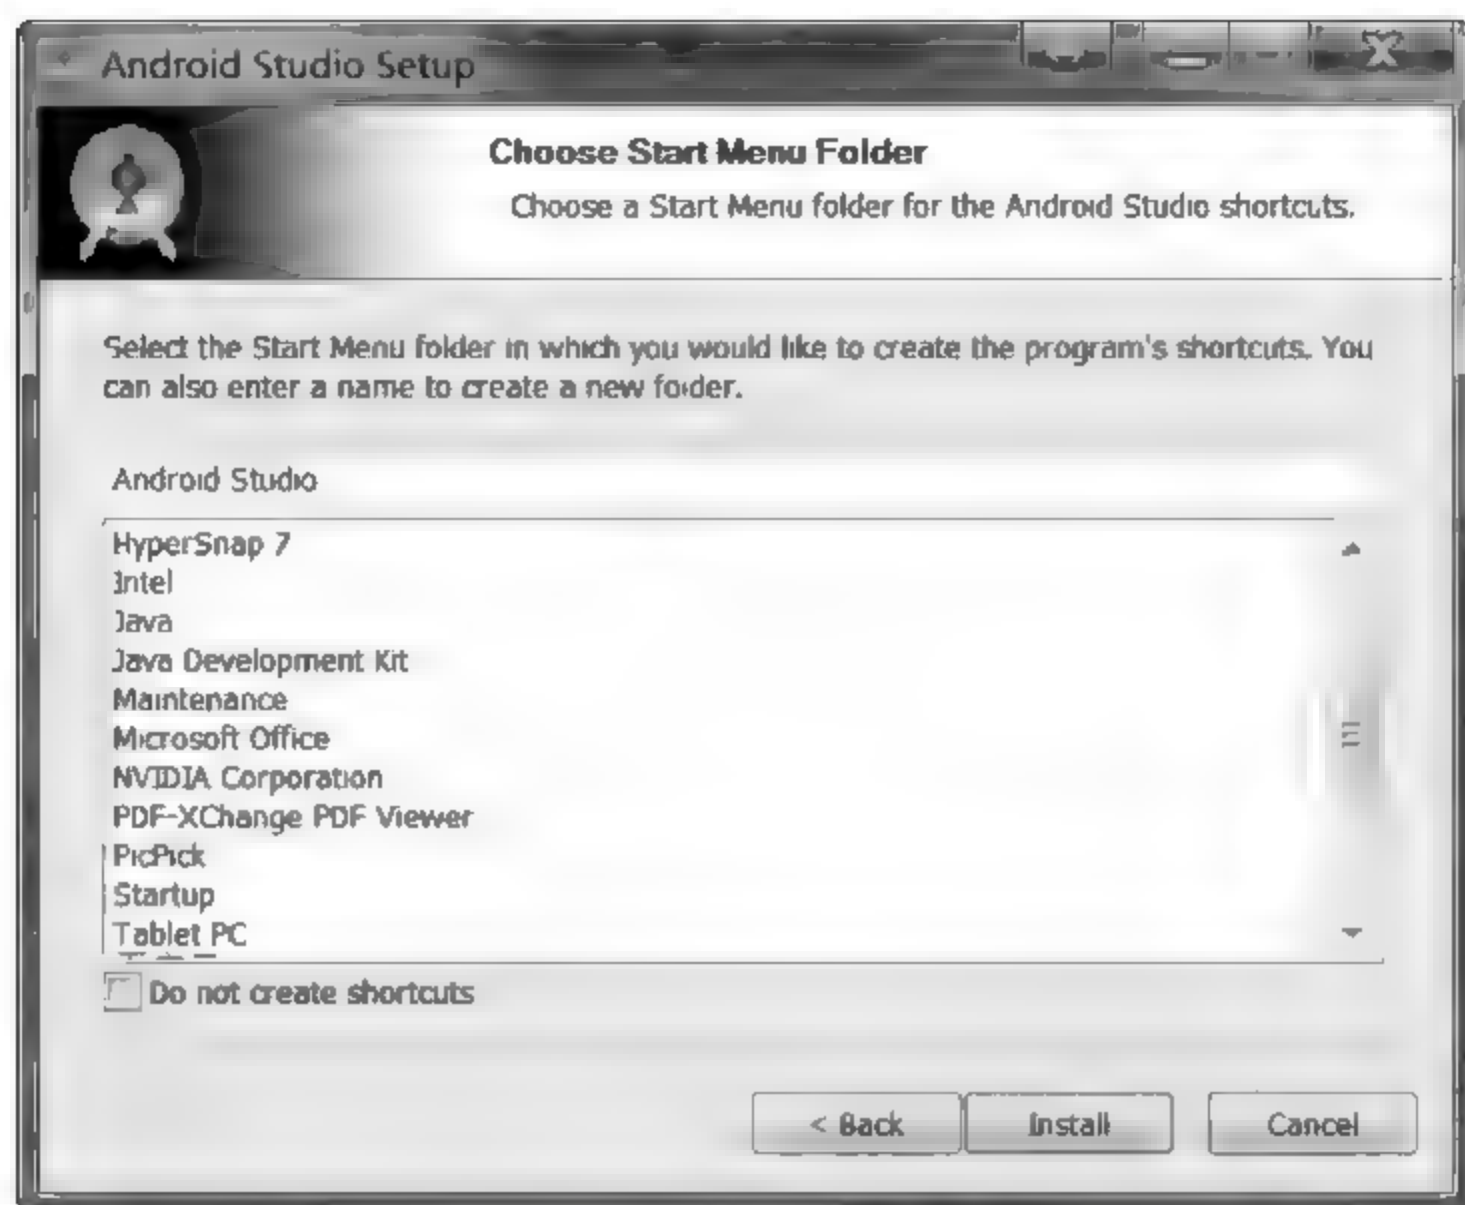 Android Studio Setup
Choose Start Menu Folder
Choose a Start Menu folder for the Android Studio shortcuts.
Select the Start Menu folder in which you would like to create the program's shortcuts. You
can also enter a name to create a new folder.
Android Studio
HyperSnap 7
Intel
Java
Java Development Kit
Maintenance
Microsoft Office
NVIDIA Corporation
PDF-XChange PDF Viewer
PicPick
Startup
Tablet PC
Do not create shortcuts
< Back
Install
Cancel